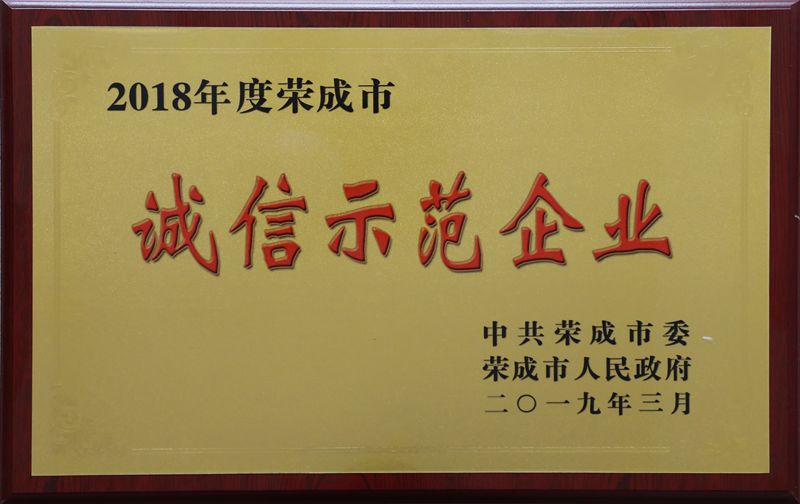 2018年度荣成市
诚信示范企业
中共荣成市委
荣成市人民政府
二〇一九年三月